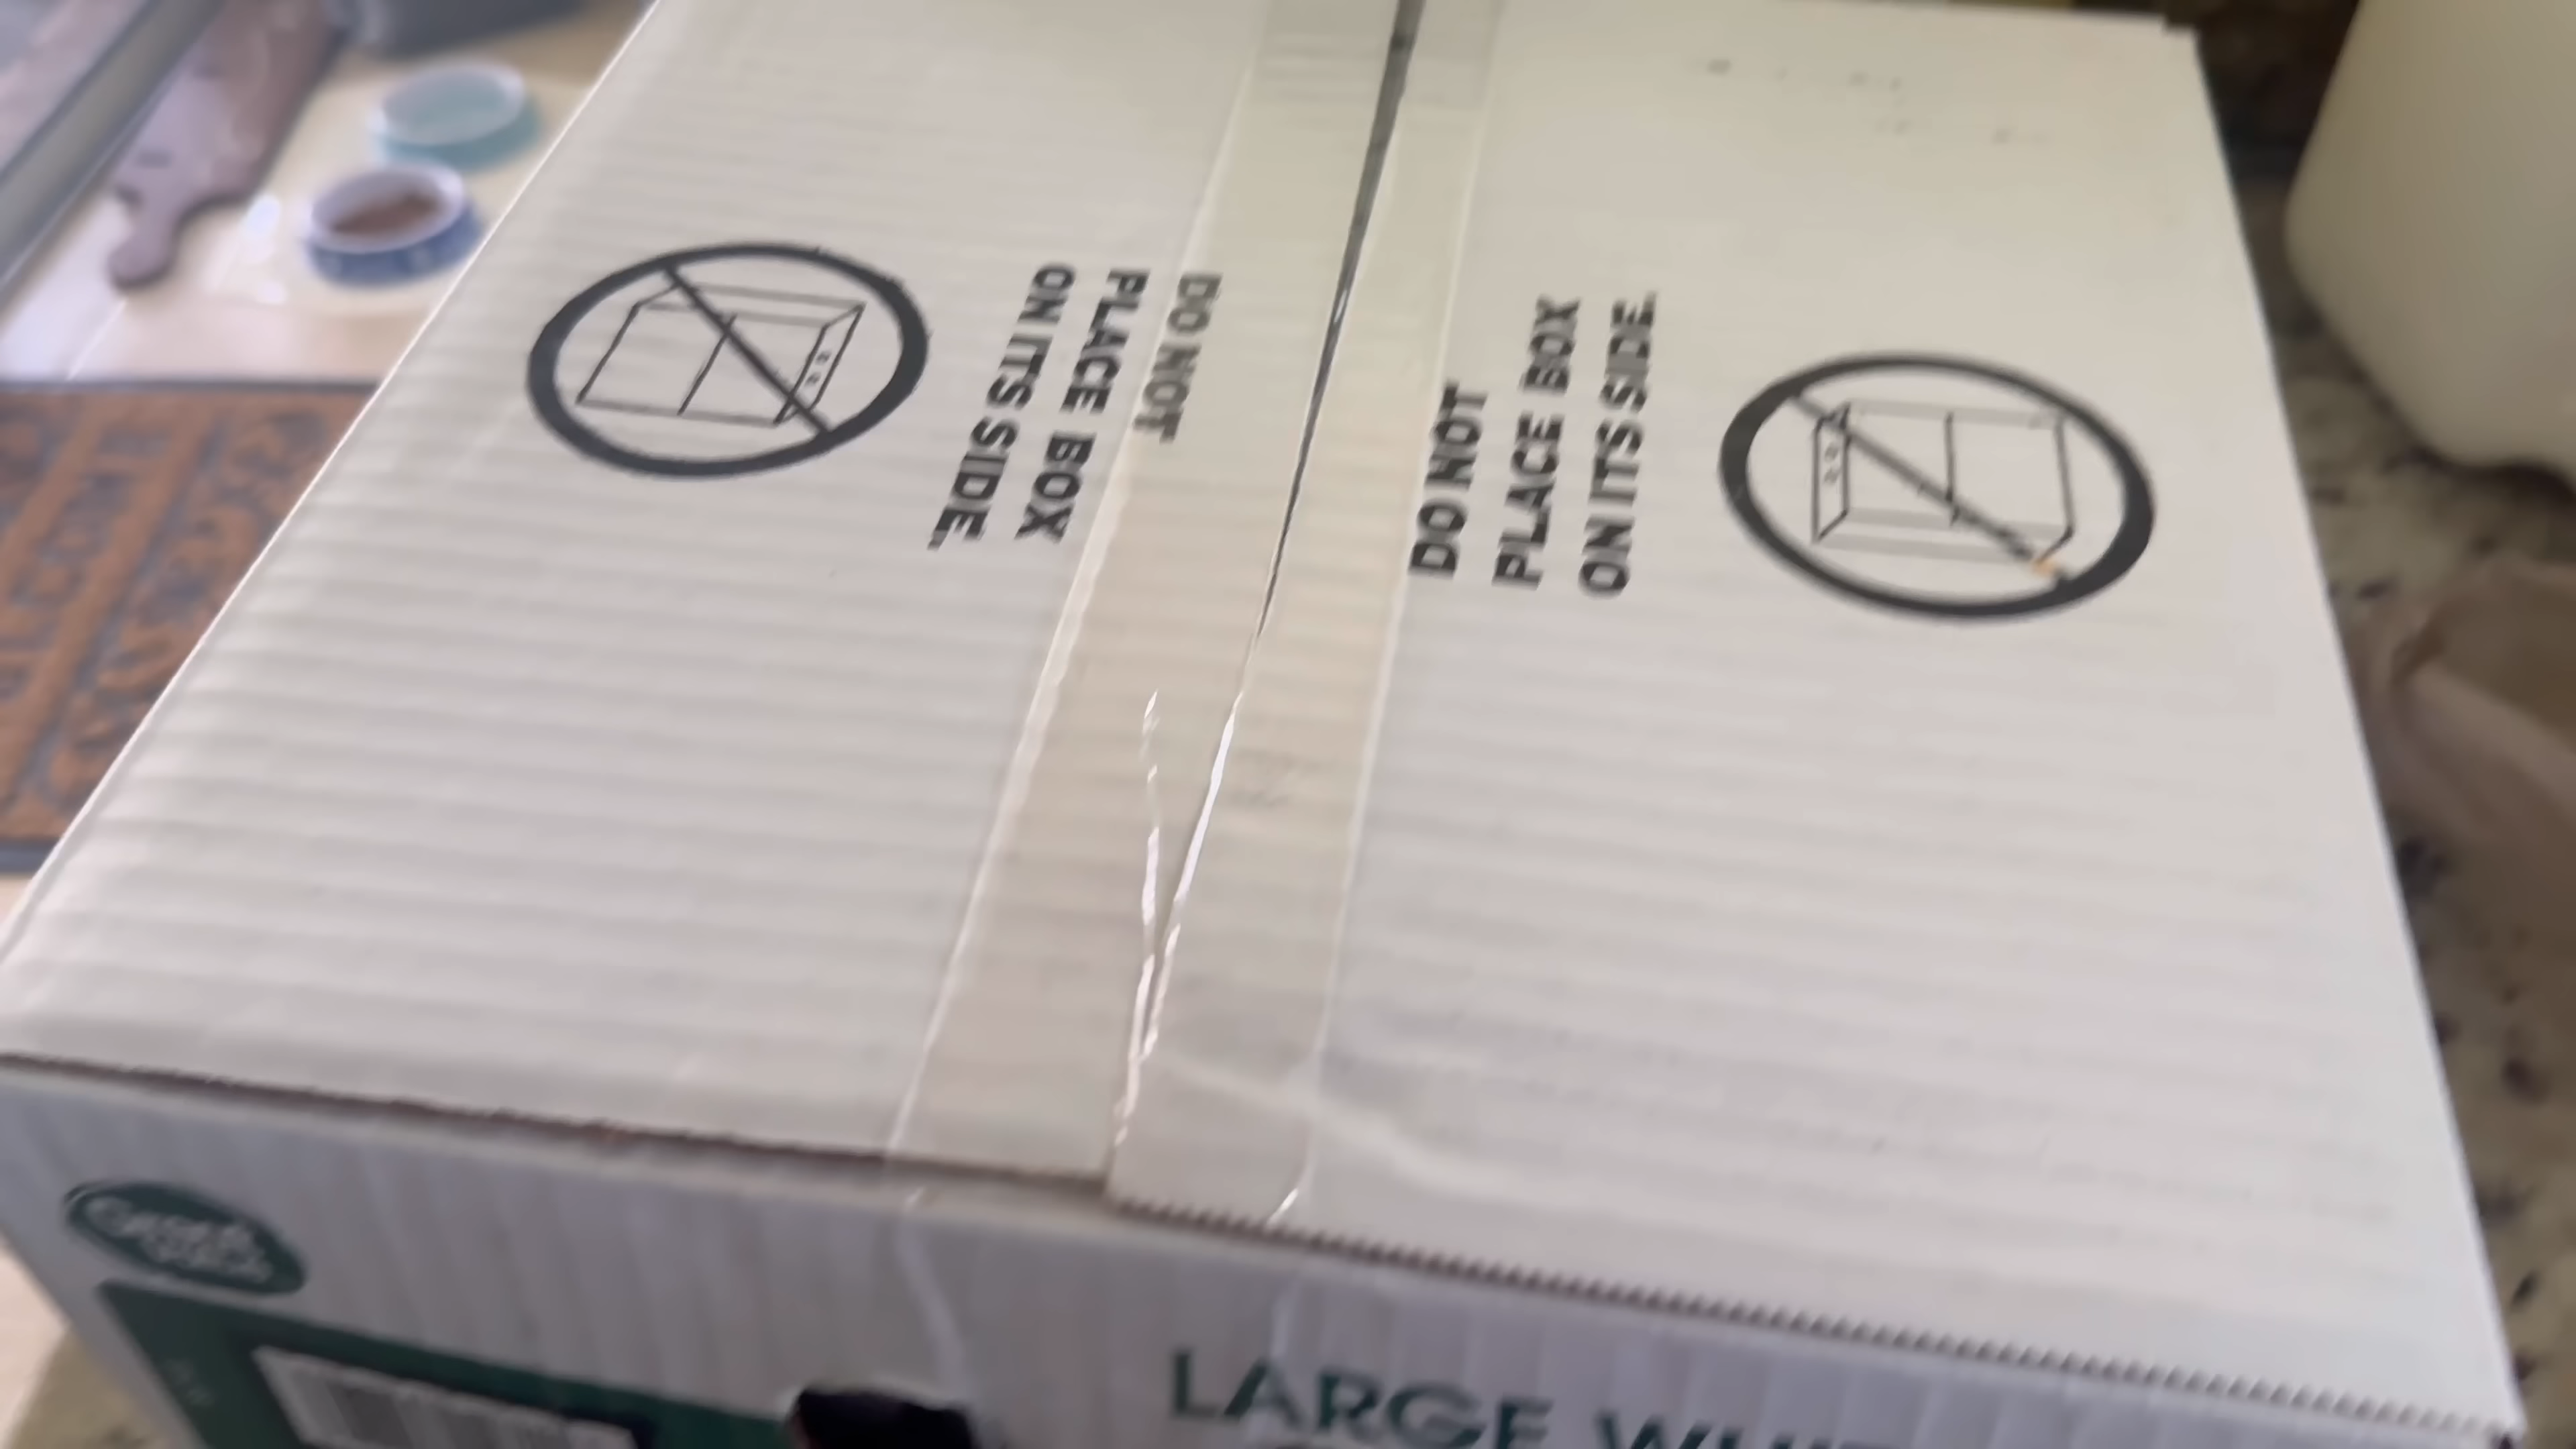 DO NOT
PLACE BOX
ON ITS SIDE.
DO NOT
PLACE BOX
ON ITS SIDE.
LARGE